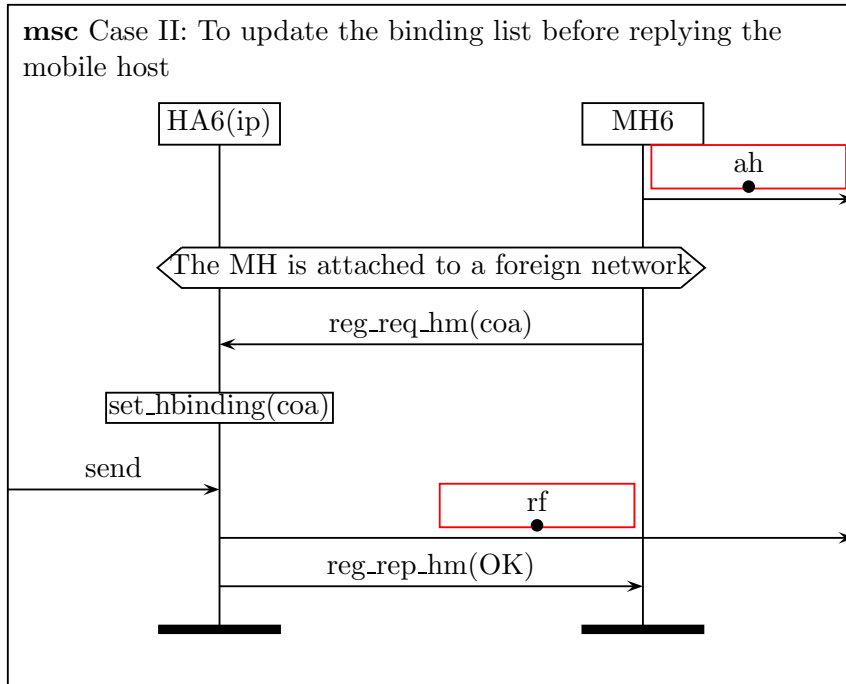 msc Case II: To update the binding list before replying the
mobile host
HA6(ip)
MH6
ah
The MH is attached to a foreign network
reg_req_hm(coa)
set_hbinding(coa)
send
rf
reg_rep_hm(OK)